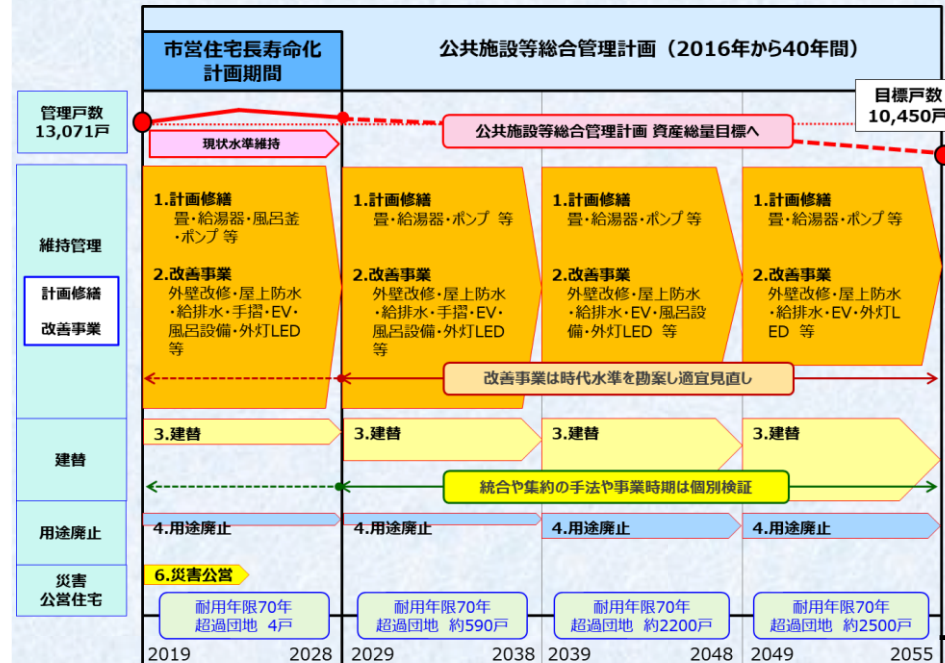 市営住宅長寿命化
計画期間
公共施設等総合管理計画（2016年から40年間）
管理戸数
13,071戸
目標戸数
10,450戸
公共施設等総合管理計画 資産総量目標へ
現状水準維持
維持管理
計画修繕
改善事業
1.計画修繕
畳・給湯器・風呂釜
・ポンプ 等
2.改善事業
外壁改修・屋上防水
・給排水・手摺・EV・
風呂設備・外灯LED
等
1.計画修繕
畳・給湯器・ポンプ 等
2.改善事業
外壁改修・屋上防水
・給排水・手摺・EV・
風呂設備・外灯LED
等
1.計画修繕
畳・給湯器・ポンプ 等
2.改善事業
外壁改修・屋上防水
・給排水・EV・風呂設
備・外灯LED 等
1.計画修繕
畳・給湯器・ポンプ 等
2.改善事業
外壁改修・屋上防水
・給排水・EV・外灯L
ED 等
改善事業は時代水準を勘案し適宜見直し
建替
3.建替
3.建替
3.建替
3.建替
統合や集約の手法や事業時期は個別検証
用途廃止
4.用途廃止
4.用途廃止
4.用途廃止
4.用途廃止
災害
公営住宅
6.災害公営
耐用年限70年
超過団地 4戸
耐用年限70年
超過団地 約590戸
耐用年限70年
超過団地 約2200戸
耐用年限70年
超過団地 約2500戸
2019 2028 2029 2038 2039 2048 2049 2055